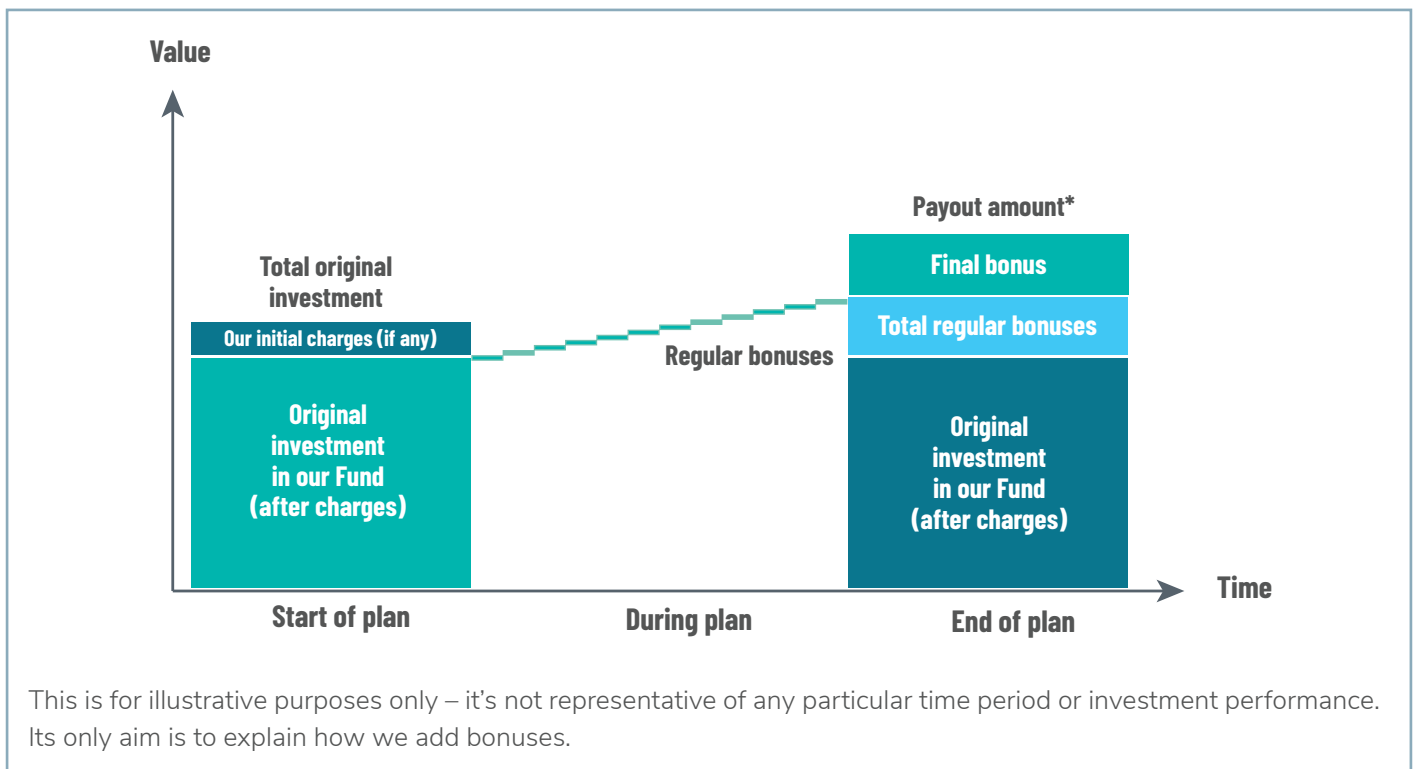 Value
Payout amount*
Final bonus
Total original
investment
Our initial charges (if any)
Total regular bonuses
Regular bonuses
Original
investment
in our Fund
(after charges)
Original
investment
in our Fund
(after charges)
Time
Start of plan
During plan
End of plan
This is for illustrative purposes only – it’s not representative of any particular time period or investment performance.
Its only aim is to explain how we add bonuses.